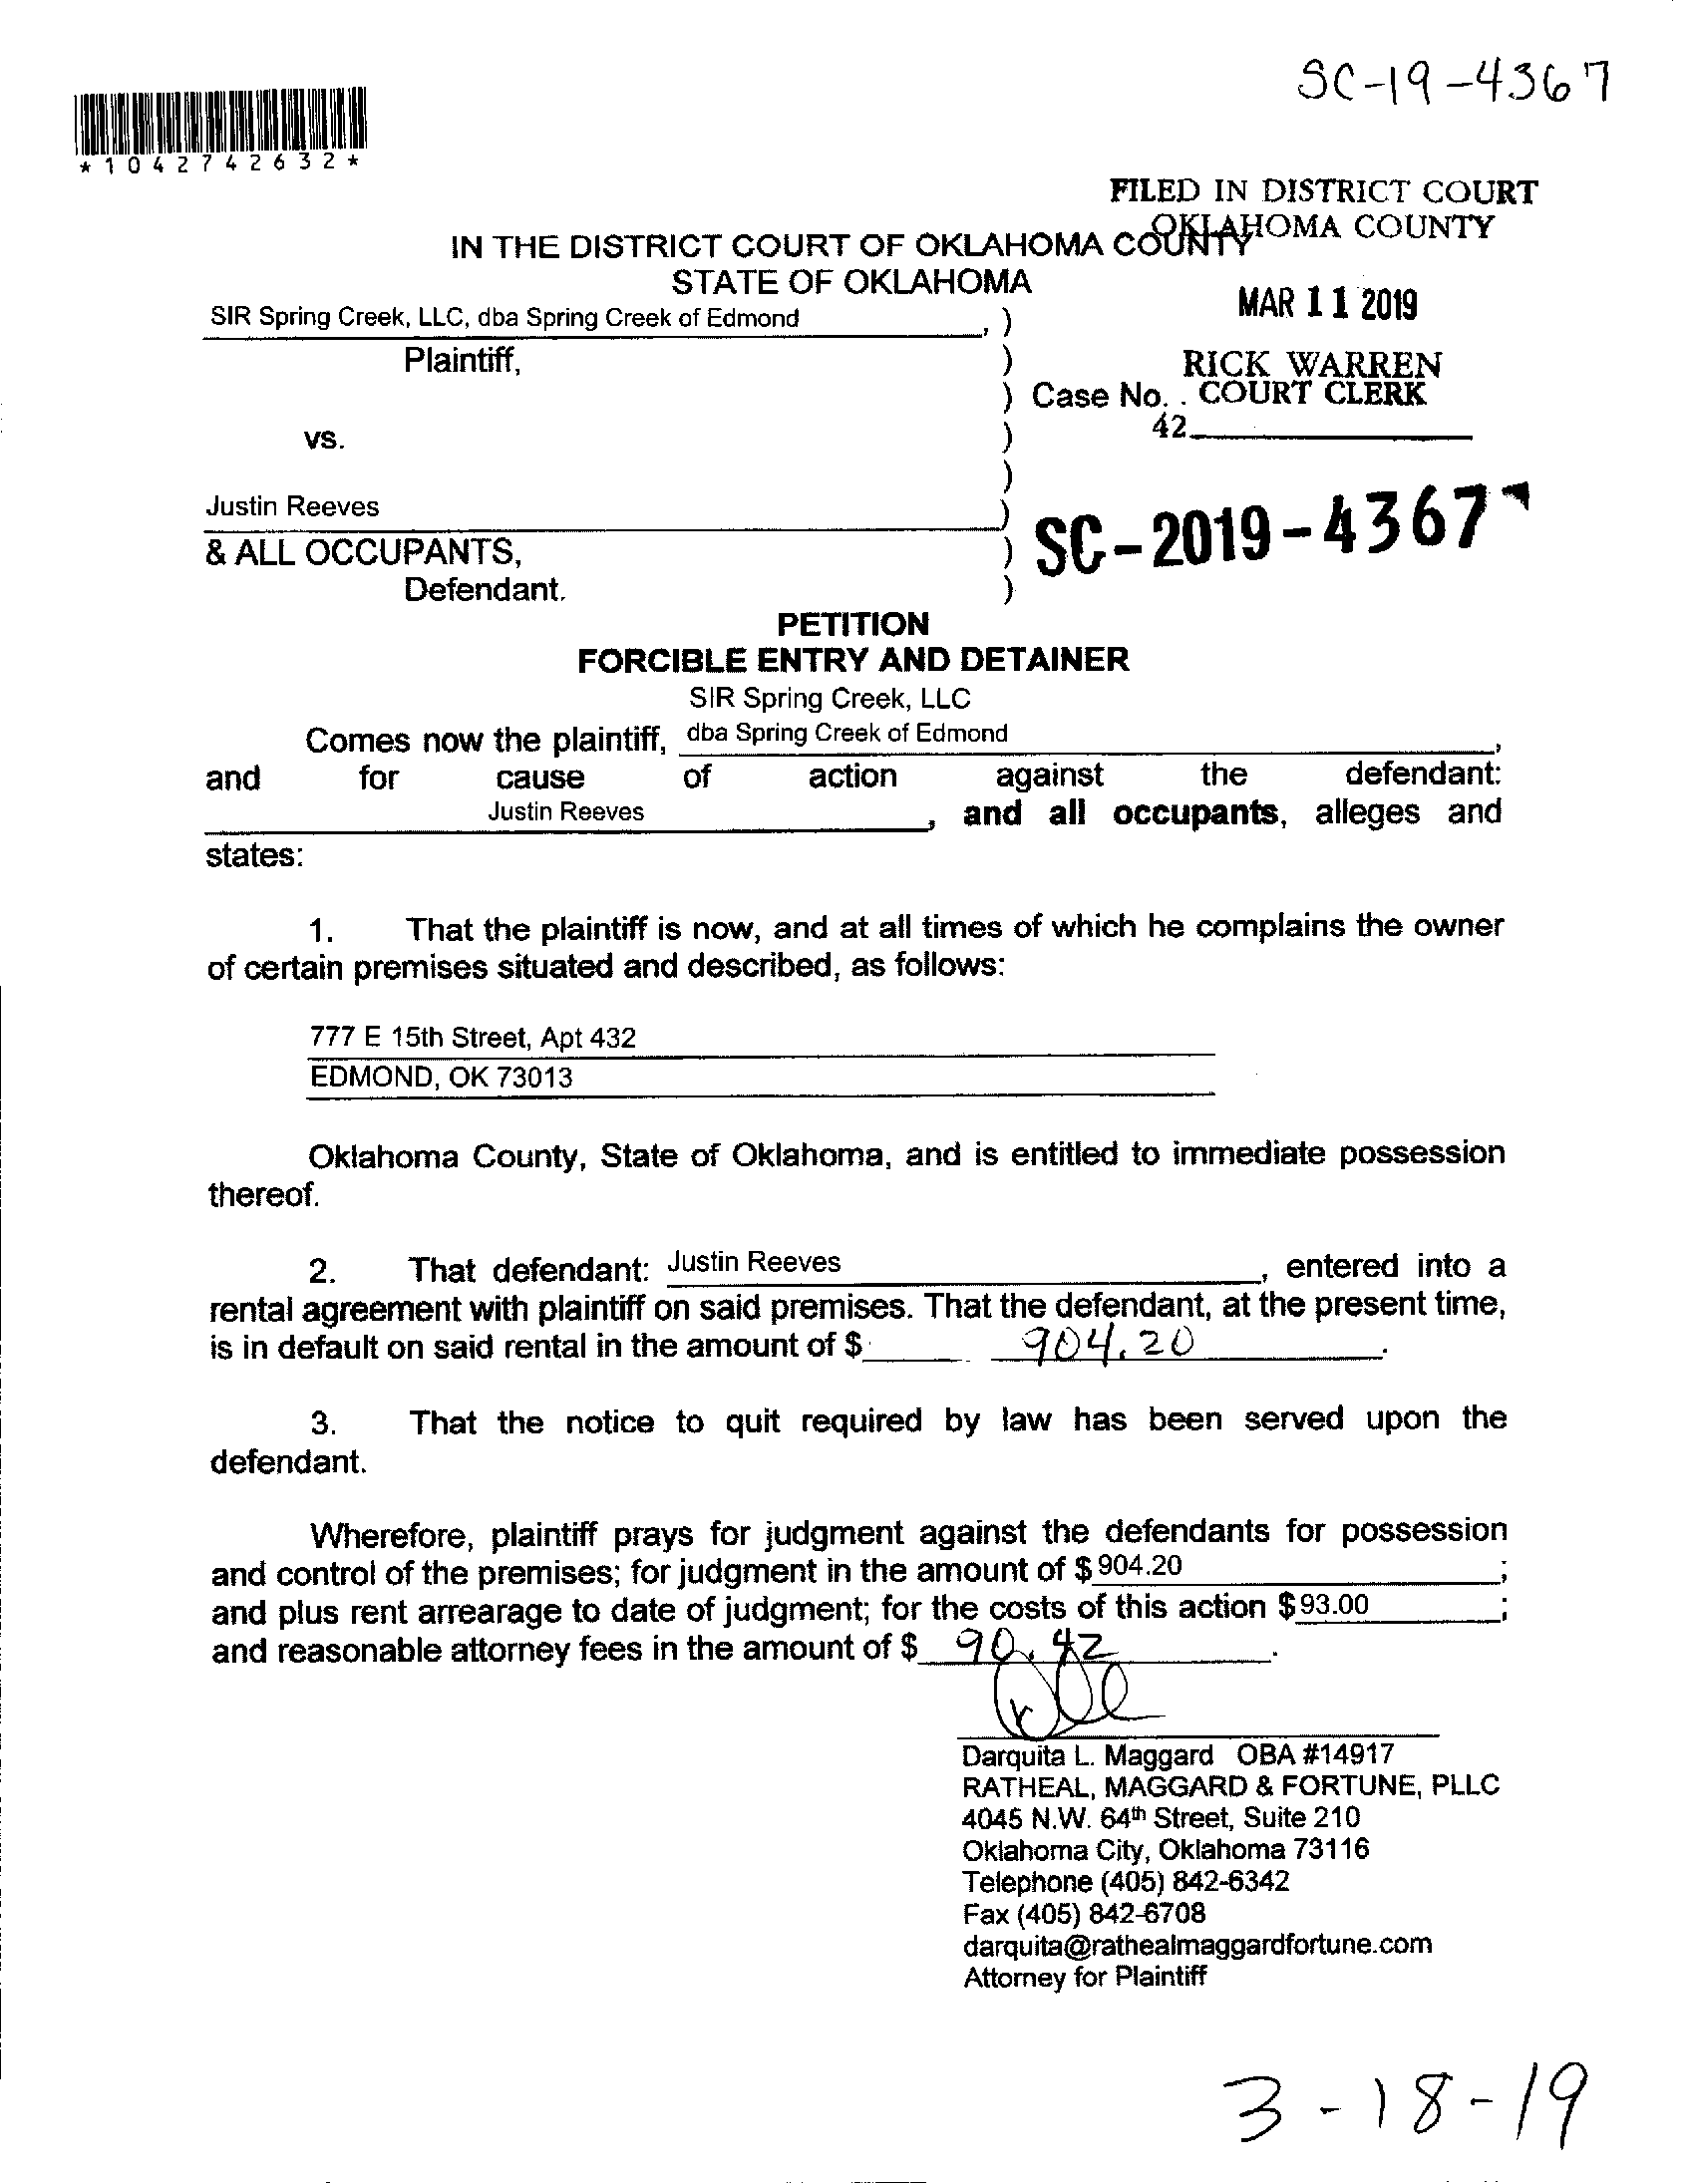 SC-19-4367
*1042742632*
FILED IN DISTRICT COURT
OKLAHOMA COUNTY
IN THE DISTRICT COURT OF OKLAHOMA COUNTY
STATE OF OKLAHOMA
MAR 11 2019
SIR Spring Creek, LLC, dba Spring Creek of Edmond , )
Plaintiff, )
RICK WARREN
) Case No. . COURT CLERK
42
vs. )
)
Justin Reeves )
SC-2019-4367
& ALL OCCUPANTS, )
Defendant. )
PETITION
FORCIBLE ENTRY AND DETAINER
SIR Spring Creek, LLC
Comes now the plaintiff, dba Spring Creek of Edmond ,
and for cause of action against the defendant:
Justin Reeves , and all occupants, alleges and
states:
1. That the plaintiff is now, and at all times of which he complains the owner
of certain premises situated and described, as follows:
777 E 15th Street, Apt 432
EDMOND, OK 73013
Oklahoma County, State of Oklahoma, and is entitled to immediate possession
thereof.
2. That defendant: Justin Reeves , entered into a
rental agreement with plaintiff on said premises. That the defendant, at the present time,
is in default on said rental in the amount of $ 904.20 .
3. That the notice to quit required by law has been served upon the
defendant.
Wherefore, plaintiff prays for judgment against the defendants for possession
and control of the premises; for judgment in the amount of $ 904.20 ;
and plus rent arrearage to date of judgment; for the costs of this action $ 93.00 ;
and reasonable attorney fees in the amount of $ 90.42 .
Darquita L. Maggard OBA #14917
RATHEAL, MAGGARD & FORTUNE, PLLC
4045 N.W. 64th Street, Suite 210
Oklahoma City, Oklahoma 73116
Telephone (405) 842-6342
Fax (405) 842-6708
darquita@rathealmaggardfortune.com
Attorney for Plaintiff
3-18-19